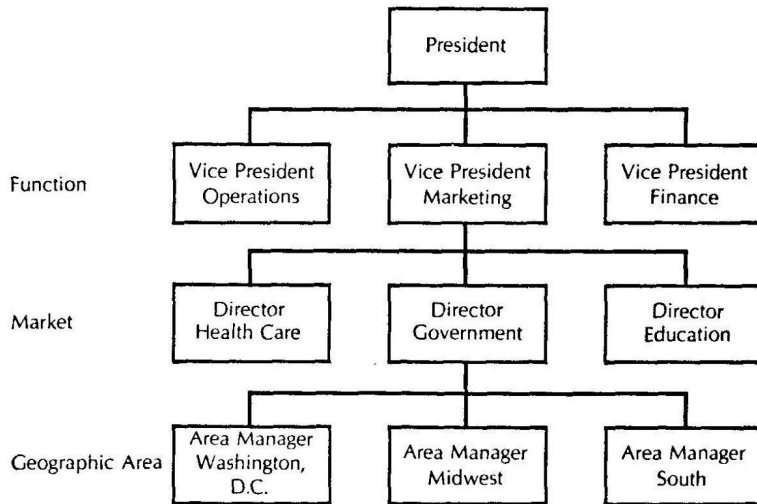 President
Function
Vice President
Operations
Vice President
Marketing
Vice President
Finance
Market
Director
Health Care
Director
Government
Director
Education
Geographic Area
Area Manager
Washington,
D.C.
Area Manager
Midwest
Area Manager
South